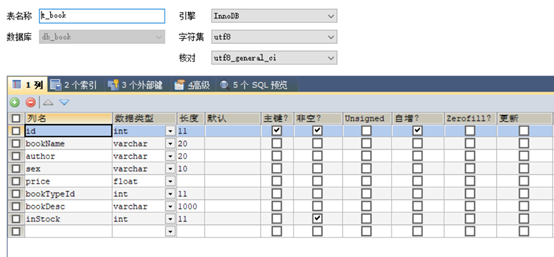 表名称 t_book 引擎 InnoDB
数据库 db_book 字符集 utf8
核对 utf8_general_ci
1 列 2 个索引 3 个外部键 4高级 5 个 SQL 预览
列名 数据类型 长度 默认 主键? 非空? Unsigned 自增? Zerofill? 更新
id int 11
bookName varchar 20
author varchar 20
sex varchar 10
price float
bookTypeId int 11
bookDesc varchar 1000
inStock int 11